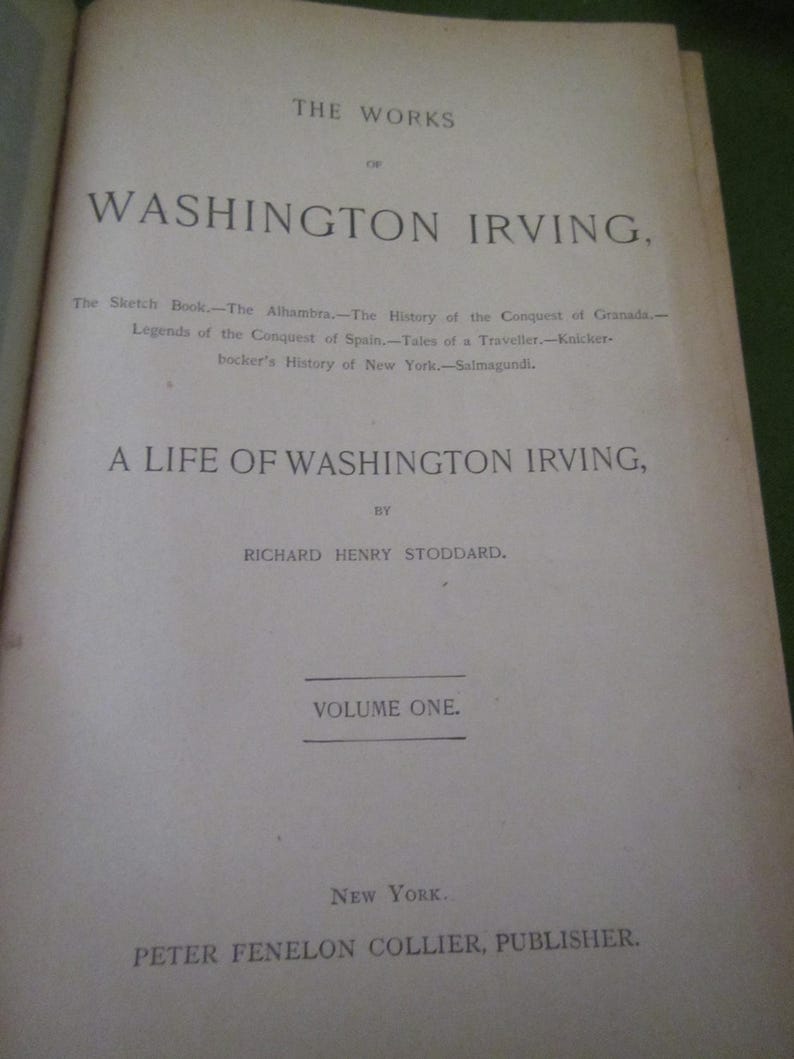 THE WORKS
OF
WASHINGTON IRVING,
The Sketch Book.—The Alhambra.—The History of the Conquest of Granada.—
Legends of the Conquest of Spain.—Tales of a Traveller.—Knicker-
bocker's History of New York.—Salmagundi.
A LIFE OF WASHINGTON IRVING,
BY
RICHARD HENRY STODDARD.
VOLUME ONE.
NEW YORK.
PETER FENELON COLLIER, PUBLISHER.